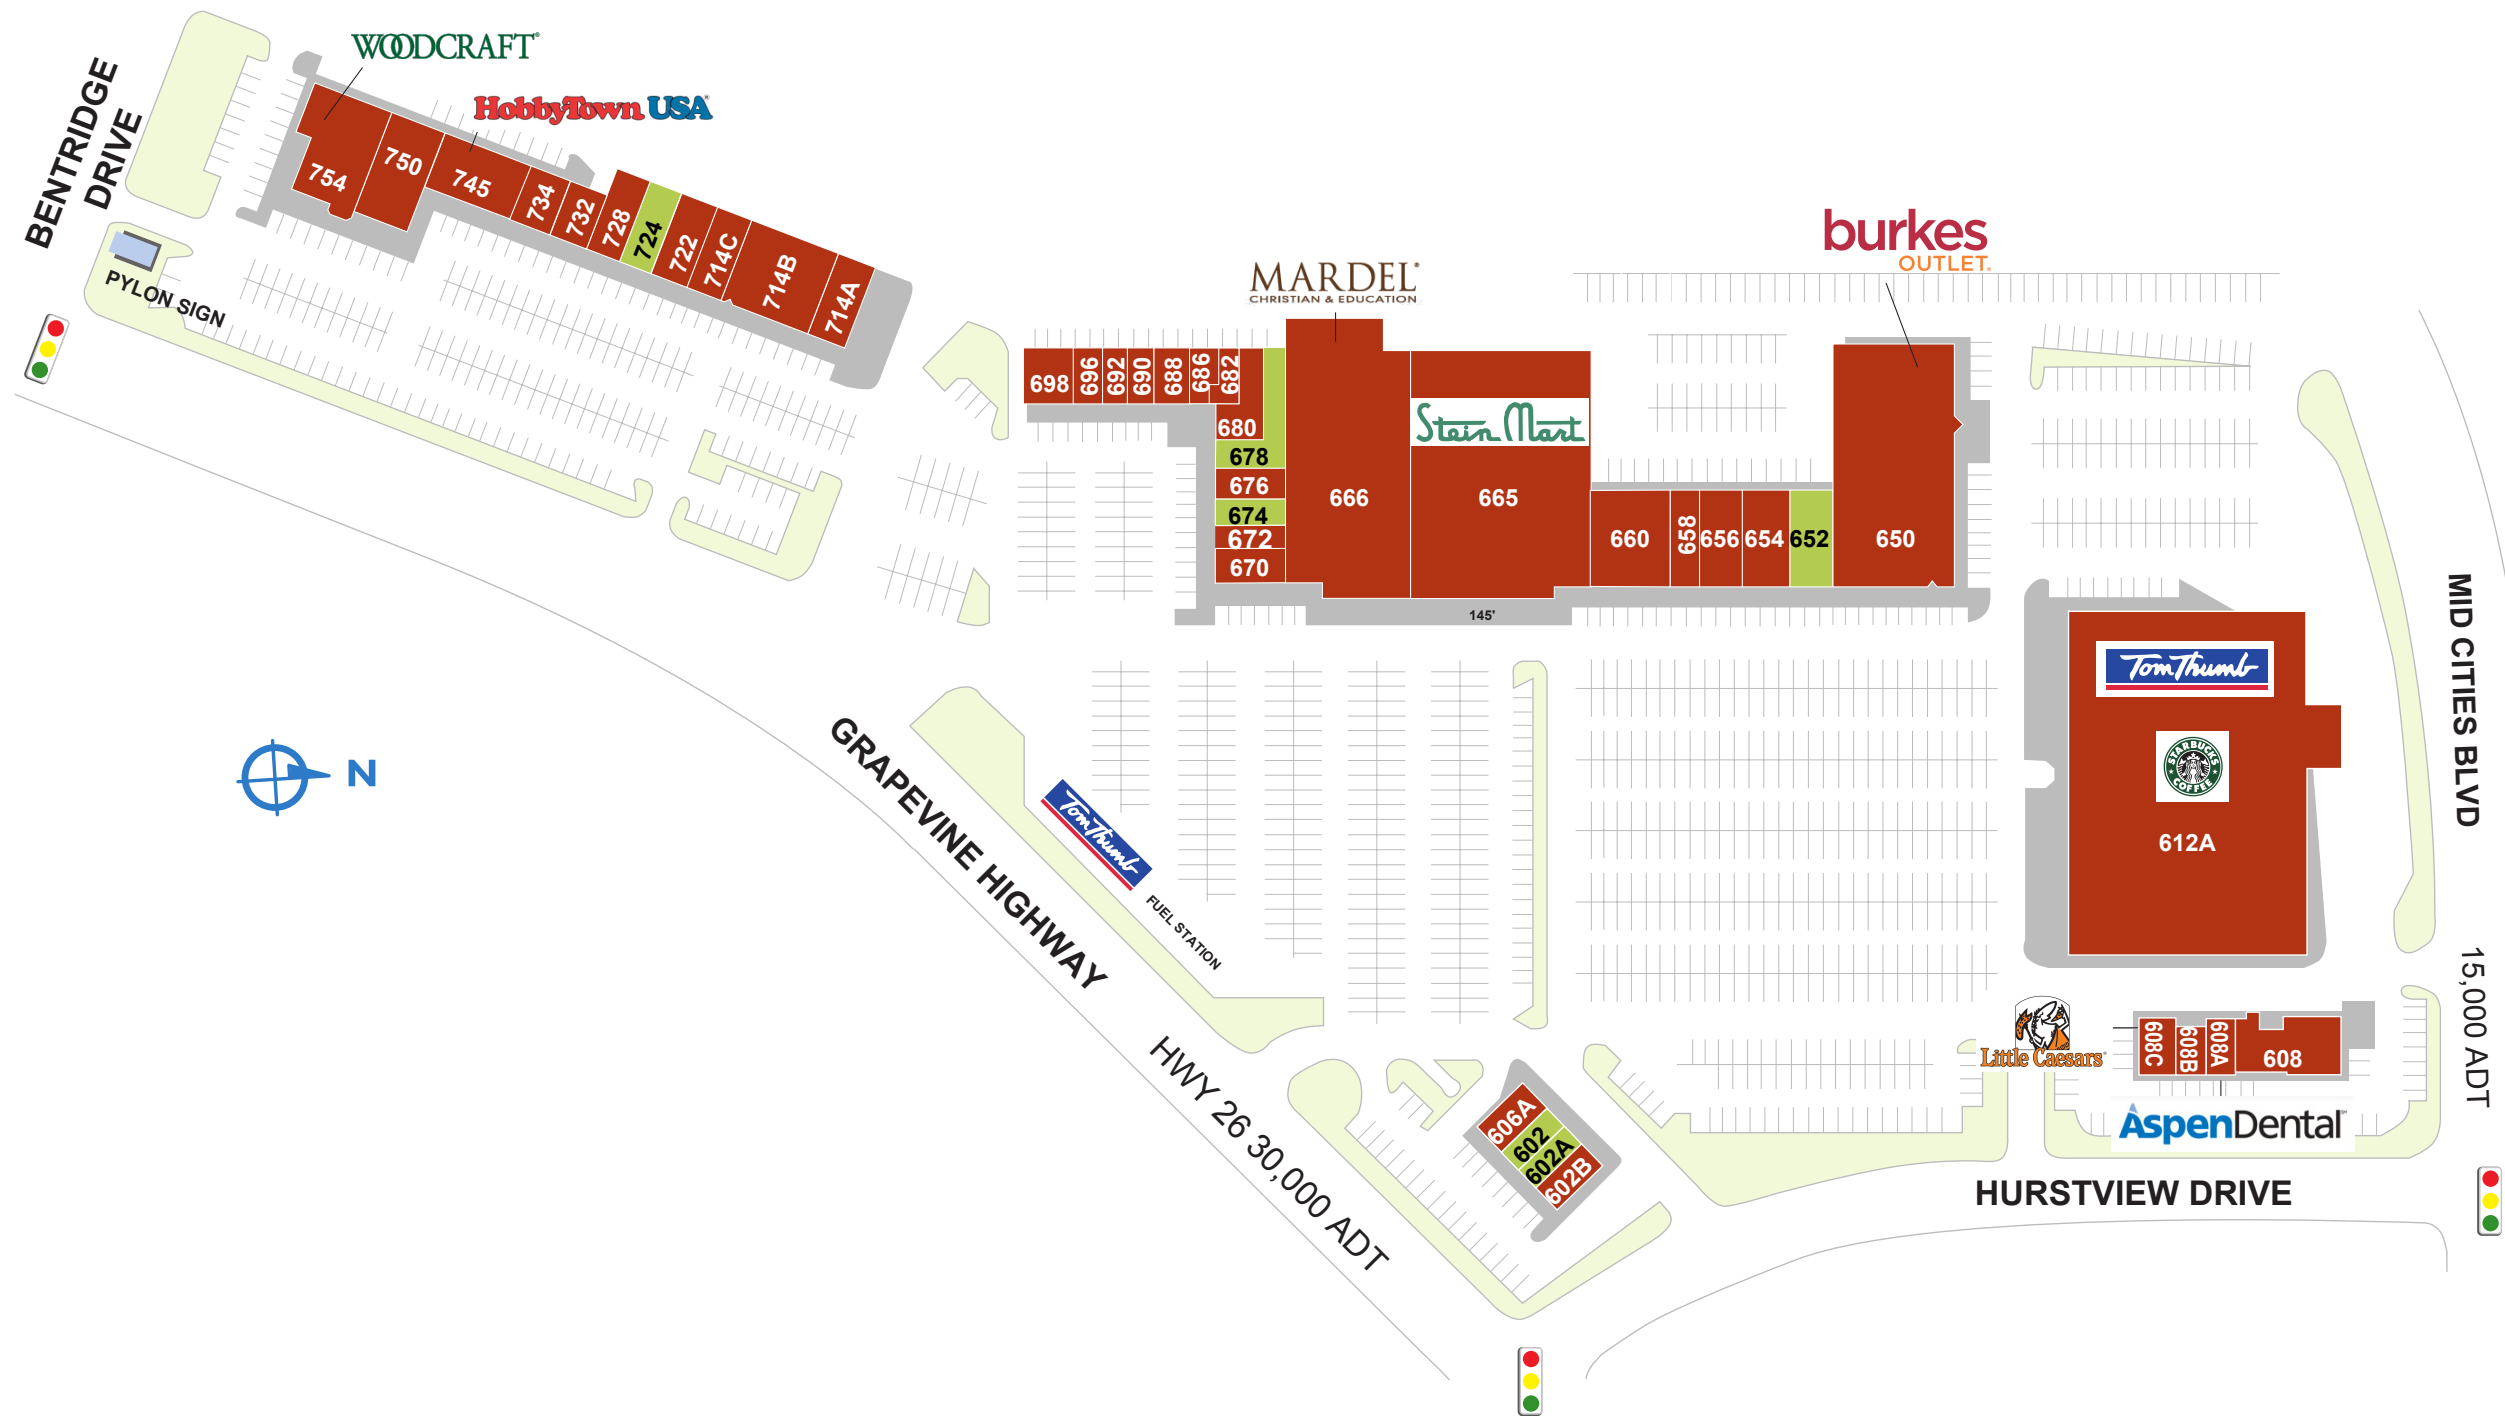 WOODCRAFT
HobbyTown USA
BENTRIDGE
DRIVE
754
750
745
734
732
728
724
722
714C
714B
714A
PYLON SIGN
burkes
OUTLET
MARDEL
CHRISTIAN & EDUCATION
698
696
692
690
688
686
682
680
678
676
674
672
670
666
Stein Mart
665
660
658
656
654
652
650
145'
MID CITIES BLVD
15,000 ADT
Tom Thumb
STARBUCKS
COFFEE
612A
N
GRAPEVINE HIGHWAY
HWY 26 30,000 ADT
Tom Thumb
FUEL STATION
Little Caesars
608C
608B
608A
608
AspenDental
606A
602
602A
602B
HURSTVIEW DRIVE